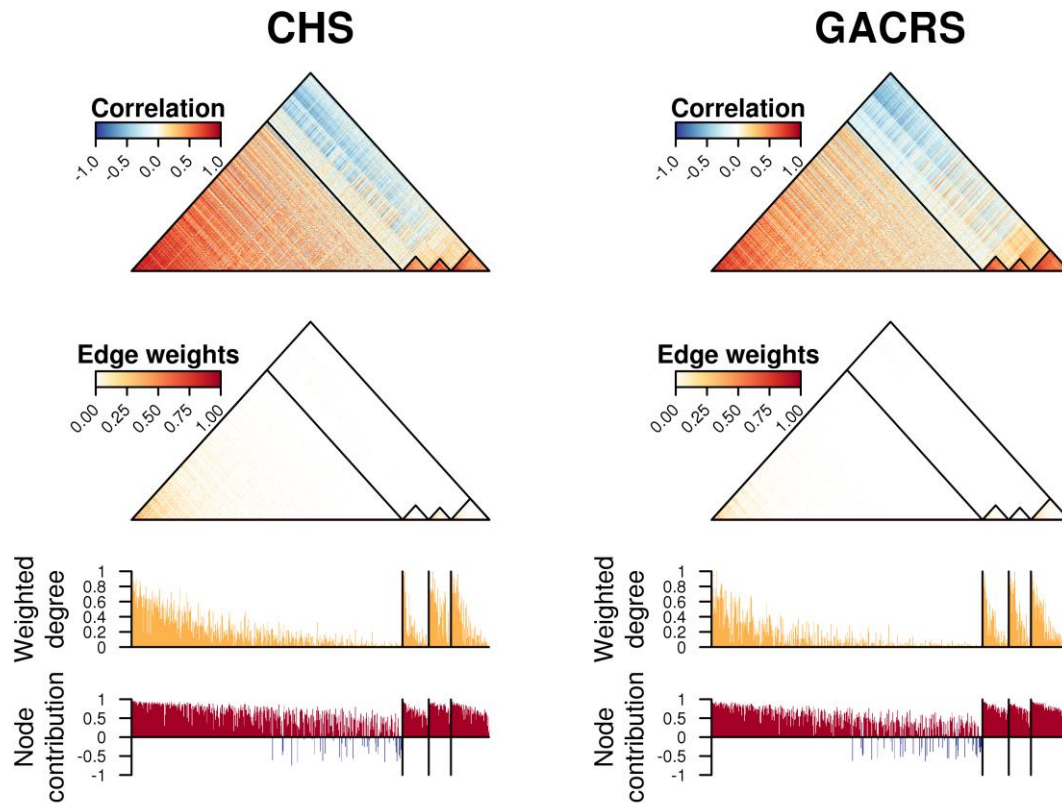 CHS
GACRS
Correlation
-1.0 -0.5 0.0 0.5 1.0
Correlation
-1.0 -0.5 0.0 0.5 1.0
Edge weights
0.00 0.25 0.50 0.75 1.00
Edge weights
0.00 0.25 0.50 0.75 1.00
Weighted
degree
1
0.8
0.6
0.4
0.2
0
Weighted
degree
1
0.8
0.6
0.4
0.2
0
Node
contribution
1
0.5
0
-0.5
-1
Node
contribution
1
0.5
0
-0.5
-1